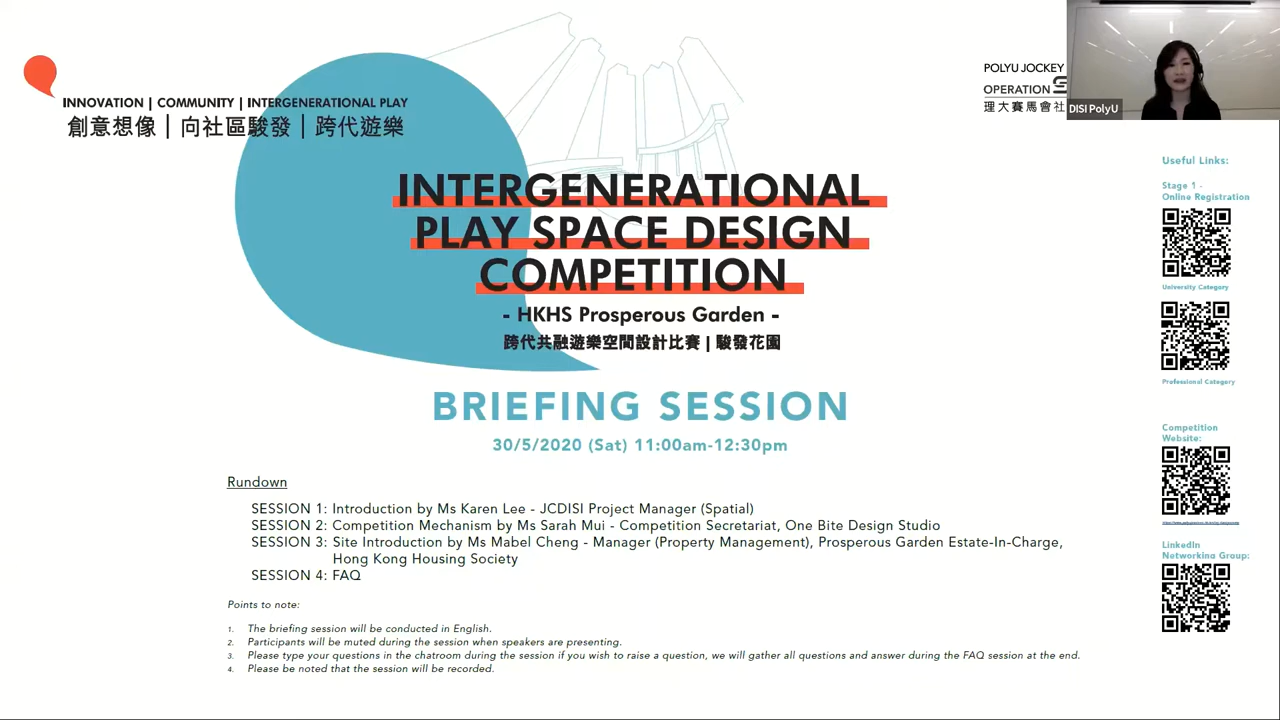 INNOVATION | COMMUNITY | INTERGENERATIONAL PLAY
創意想像 | 向社區駿發 | 跨代遊樂
POLYU JOCKEY
OPERATION S
理大賽馬會社
DISI PolyU
INTERGENERATIONAL
PLAY SPACE DESIGN
COMPETITION
- HKHS Prosperous Garden -
跨代共融遊樂空間設計比賽 | 駿發花園
BRIEFING SESSION
30/5/2020 (Sat) 11:00am-12:30pm
Rundown
SESSION 1: Introduction by Ms Karen Lee - JCDISI Project Manager (Spatial)
SESSION 2: Competition Mechanism by Ms Sarah Mui - Competition Secretariat, One Bite Design Studio
SESSION 3: Site Introduction by Ms Mabel Cheng - Manager (Property Management), Prosperous Garden Estate-In-Charge,
Hong Kong Housing Society
SESSION 4: FAQ
Points to note:
1. The briefing session will be conducted in English.
2. Participants will be muted during the session when speakers are presenting.
3. Please type your questions in the chatroom during the session if you wish to raise a question, we will gather all questions and answer during the FAQ session at the end.
4. Please be noted that the session will be recorded.
Useful Links:
Stage 1 -
Online Registration
University Category
Professional Category
Competition
Website:
LinkedIn
Networking Group: